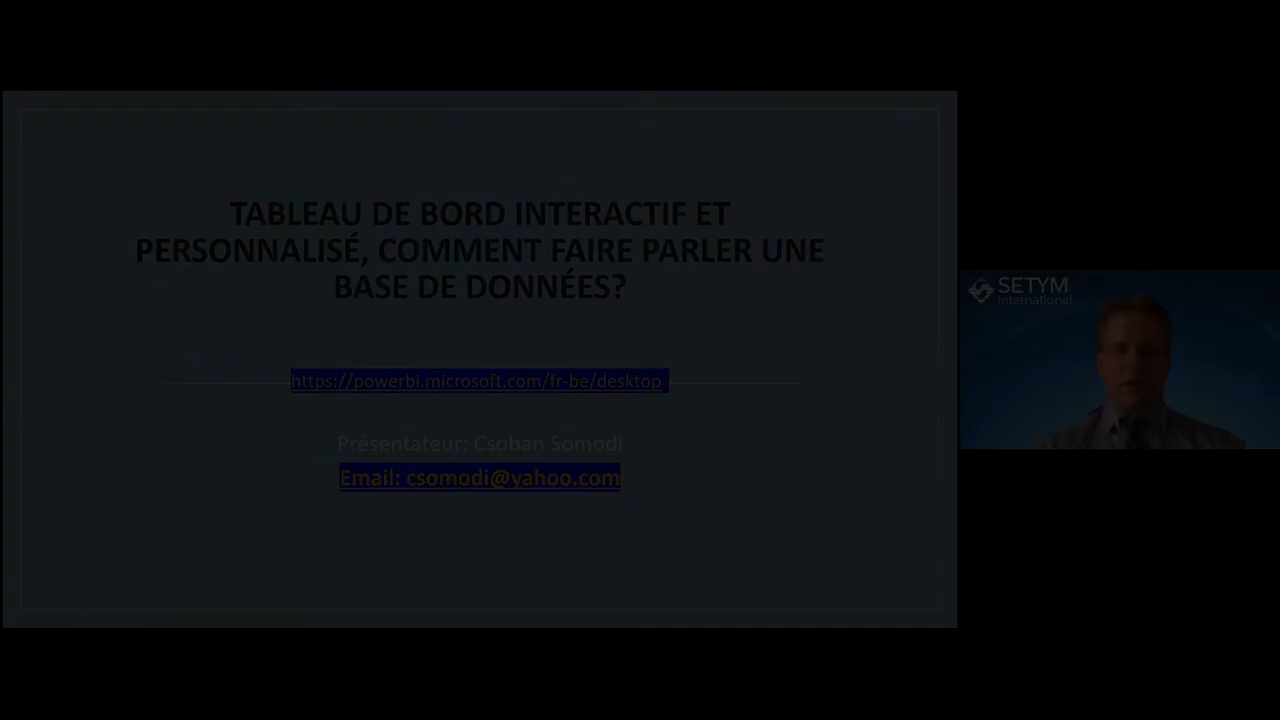 TABLEAU DE BORD INTERACTIF ET
PERSONNALISÉ, COMMENT FAIRE PARLER UNE
BASE DE DONNÉES?
https://powerbi.microsoft.com/fr-be/desktop
Présentateur: Csoban Somodi
Email: csomodi@yahoo.com
SETYM
International